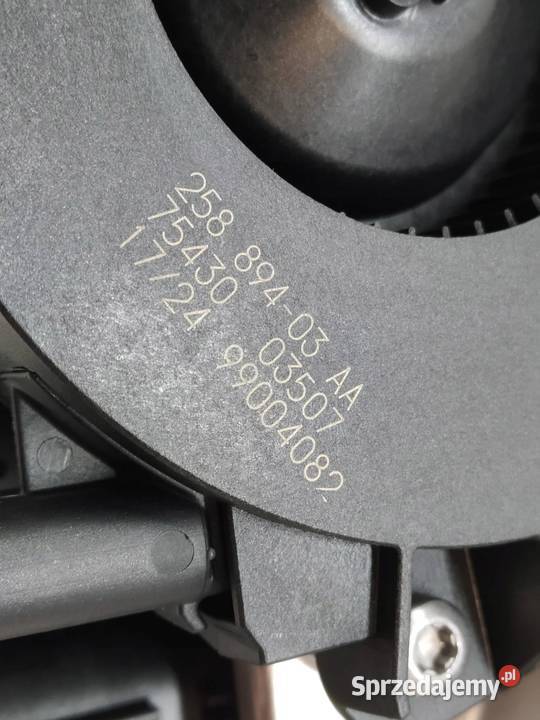 258 894-03 AA
75430 03507
17/24 99004082
Sprzedajemy.pl